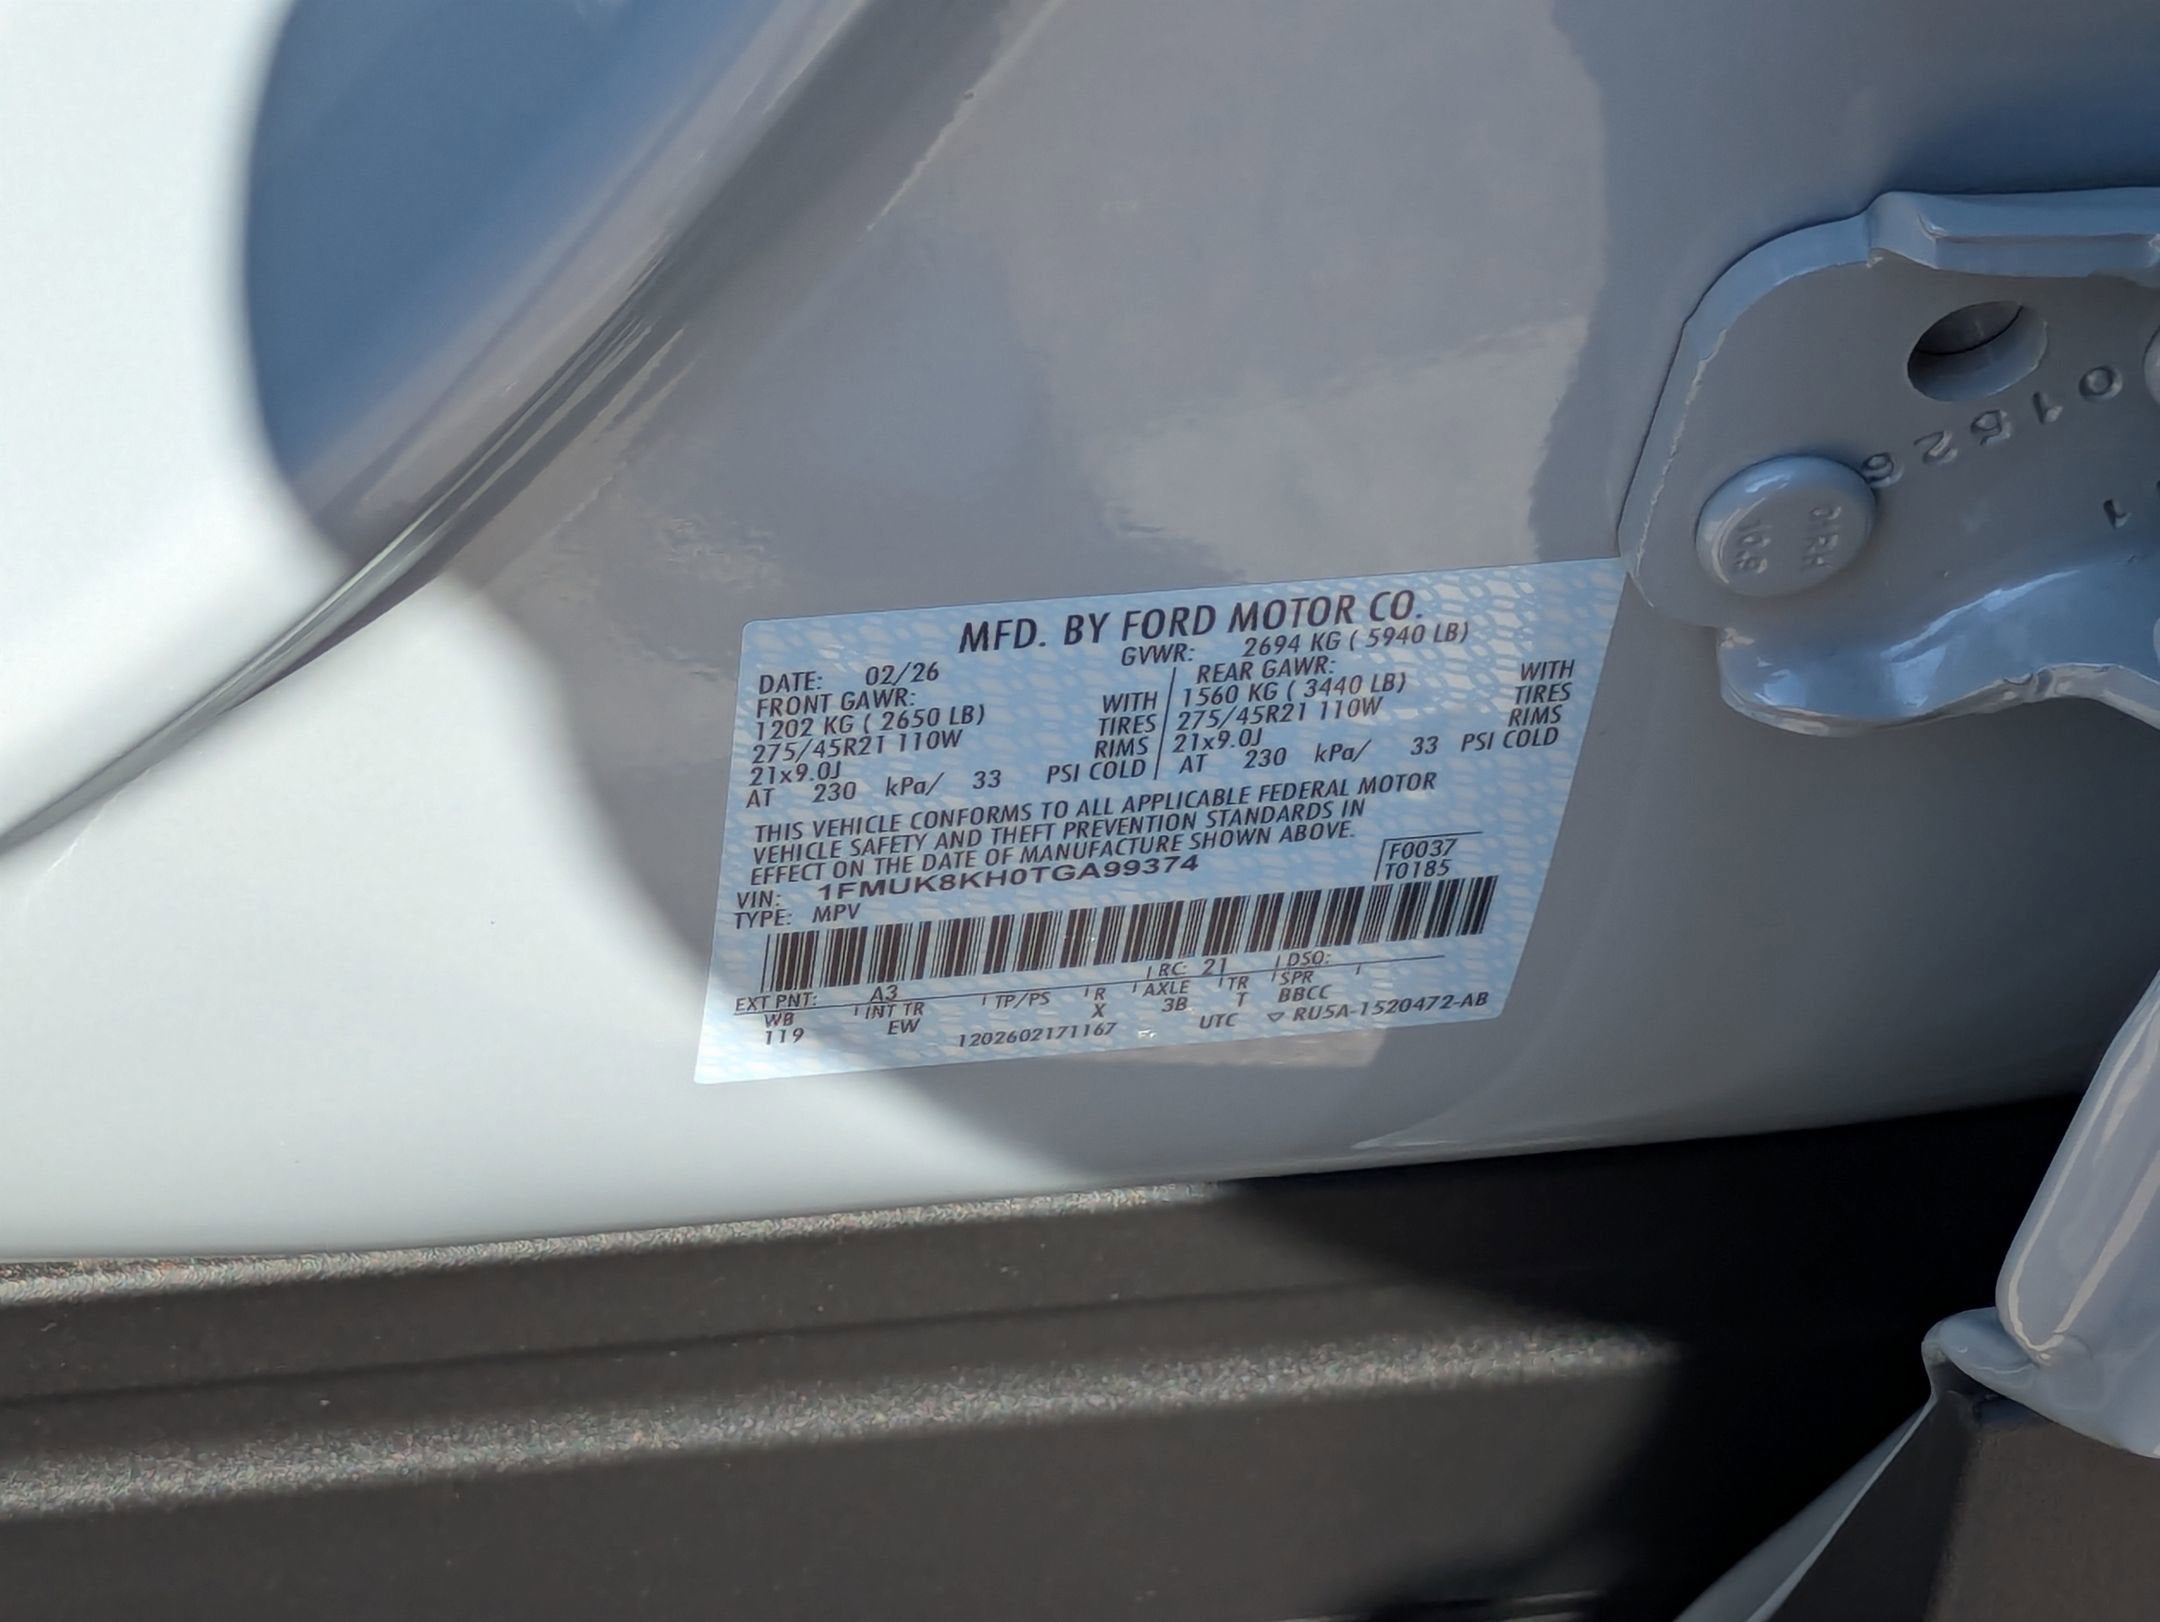 MFD. BY FORD MOTOR CO.
DATE: 02/26 GVWR: 2694 KG ( 5940 LB)
FRONT GAWR: REAR GAWR:
1202 KG ( 2650 LB) WITH 1560 KG ( 3440 LB) WITH
275/45R21 110W TIRES 275/45R21 110W TIRES
21x9.0J RIMS 21x9.0J RIMS
AT 230 kPa/ 33 PSI COLD AT 230 kPa/ 33 PSI COLD
THIS VEHICLE CONFORMS TO ALL APPLICABLE FEDERAL MOTOR
VEHICLE SAFETY AND THEFT PREVENTION STANDARDS IN
EFFECT ON THE DATE OF MANUFACTURE SHOWN ABOVE.
VIN: 1FMUK8KH0TGA99374
TYPE: MPV
F0037
T0185
EXT PNT: A3 RC: 21 DSO:
WB INT TR TP/PS R AXLE TR SPR
119 EW X 3B T BBCC
1202602171167 UTC ▽ RU5A-1520472-AB
01526
1
10.9